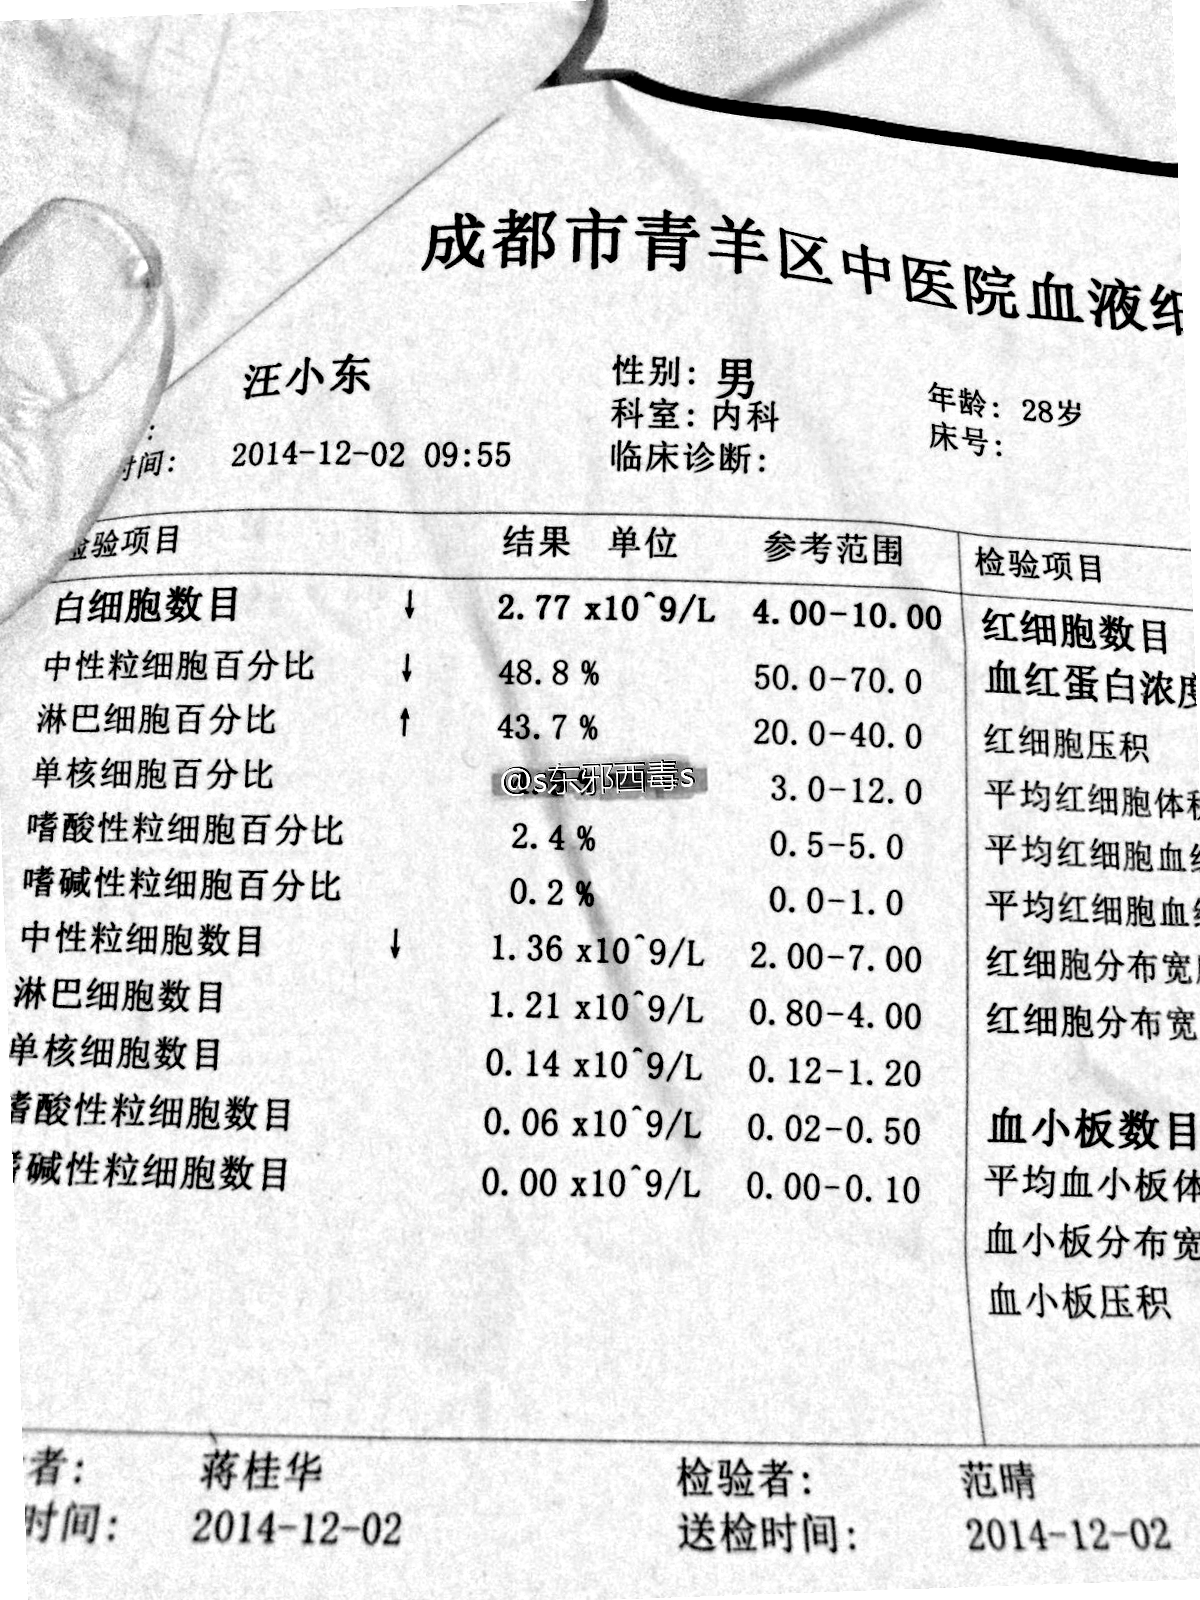 成都市青羊区中医院血液细
汪小东 性别：男 年龄：28岁
科室：内科 床号：
时间： 2014-12-02 09:55 临床诊断：
检验项目 结果 单位 参考范围 检验项目
白细胞数目 ↓ 2.77 x10^9/L 4.00-10.00 红细胞数目
中性粒细胞百分比 ↓ 48.8 % 50.0-70.0 血红蛋白浓度
淋巴细胞百分比 ↑ 43.7 % 20.0-40.0 红细胞压积
单核细胞百分比 @s东邪西毒s 3.0-12.0 平均红细胞体积
嗜酸性粒细胞百分比 2.4 % 0.5-5.0 平均红细胞血红
嗜碱性粒细胞百分比 0.2 % 0.0-1.0 平均红细胞血红
中性粒细胞数目 ↓ 1.36 x10^9/L 2.00-7.00 红细胞分布宽度
淋巴细胞数目 1.21 x10^9/L 0.80-4.00 红细胞分布宽
单核细胞数目 0.14 x10^9/L 0.12-1.20
嗜酸性粒细胞数目 0.06 x10^9/L 0.02-0.50 血小板数目
嗜碱性粒细胞数目 0.00 x10^9/L 0.00-0.10 平均血小板体
血小板分布宽
血小板压积
者： 蒋桂华 检验者： 范晴
时间： 2014-12-02 送检时间： 2014-12-02